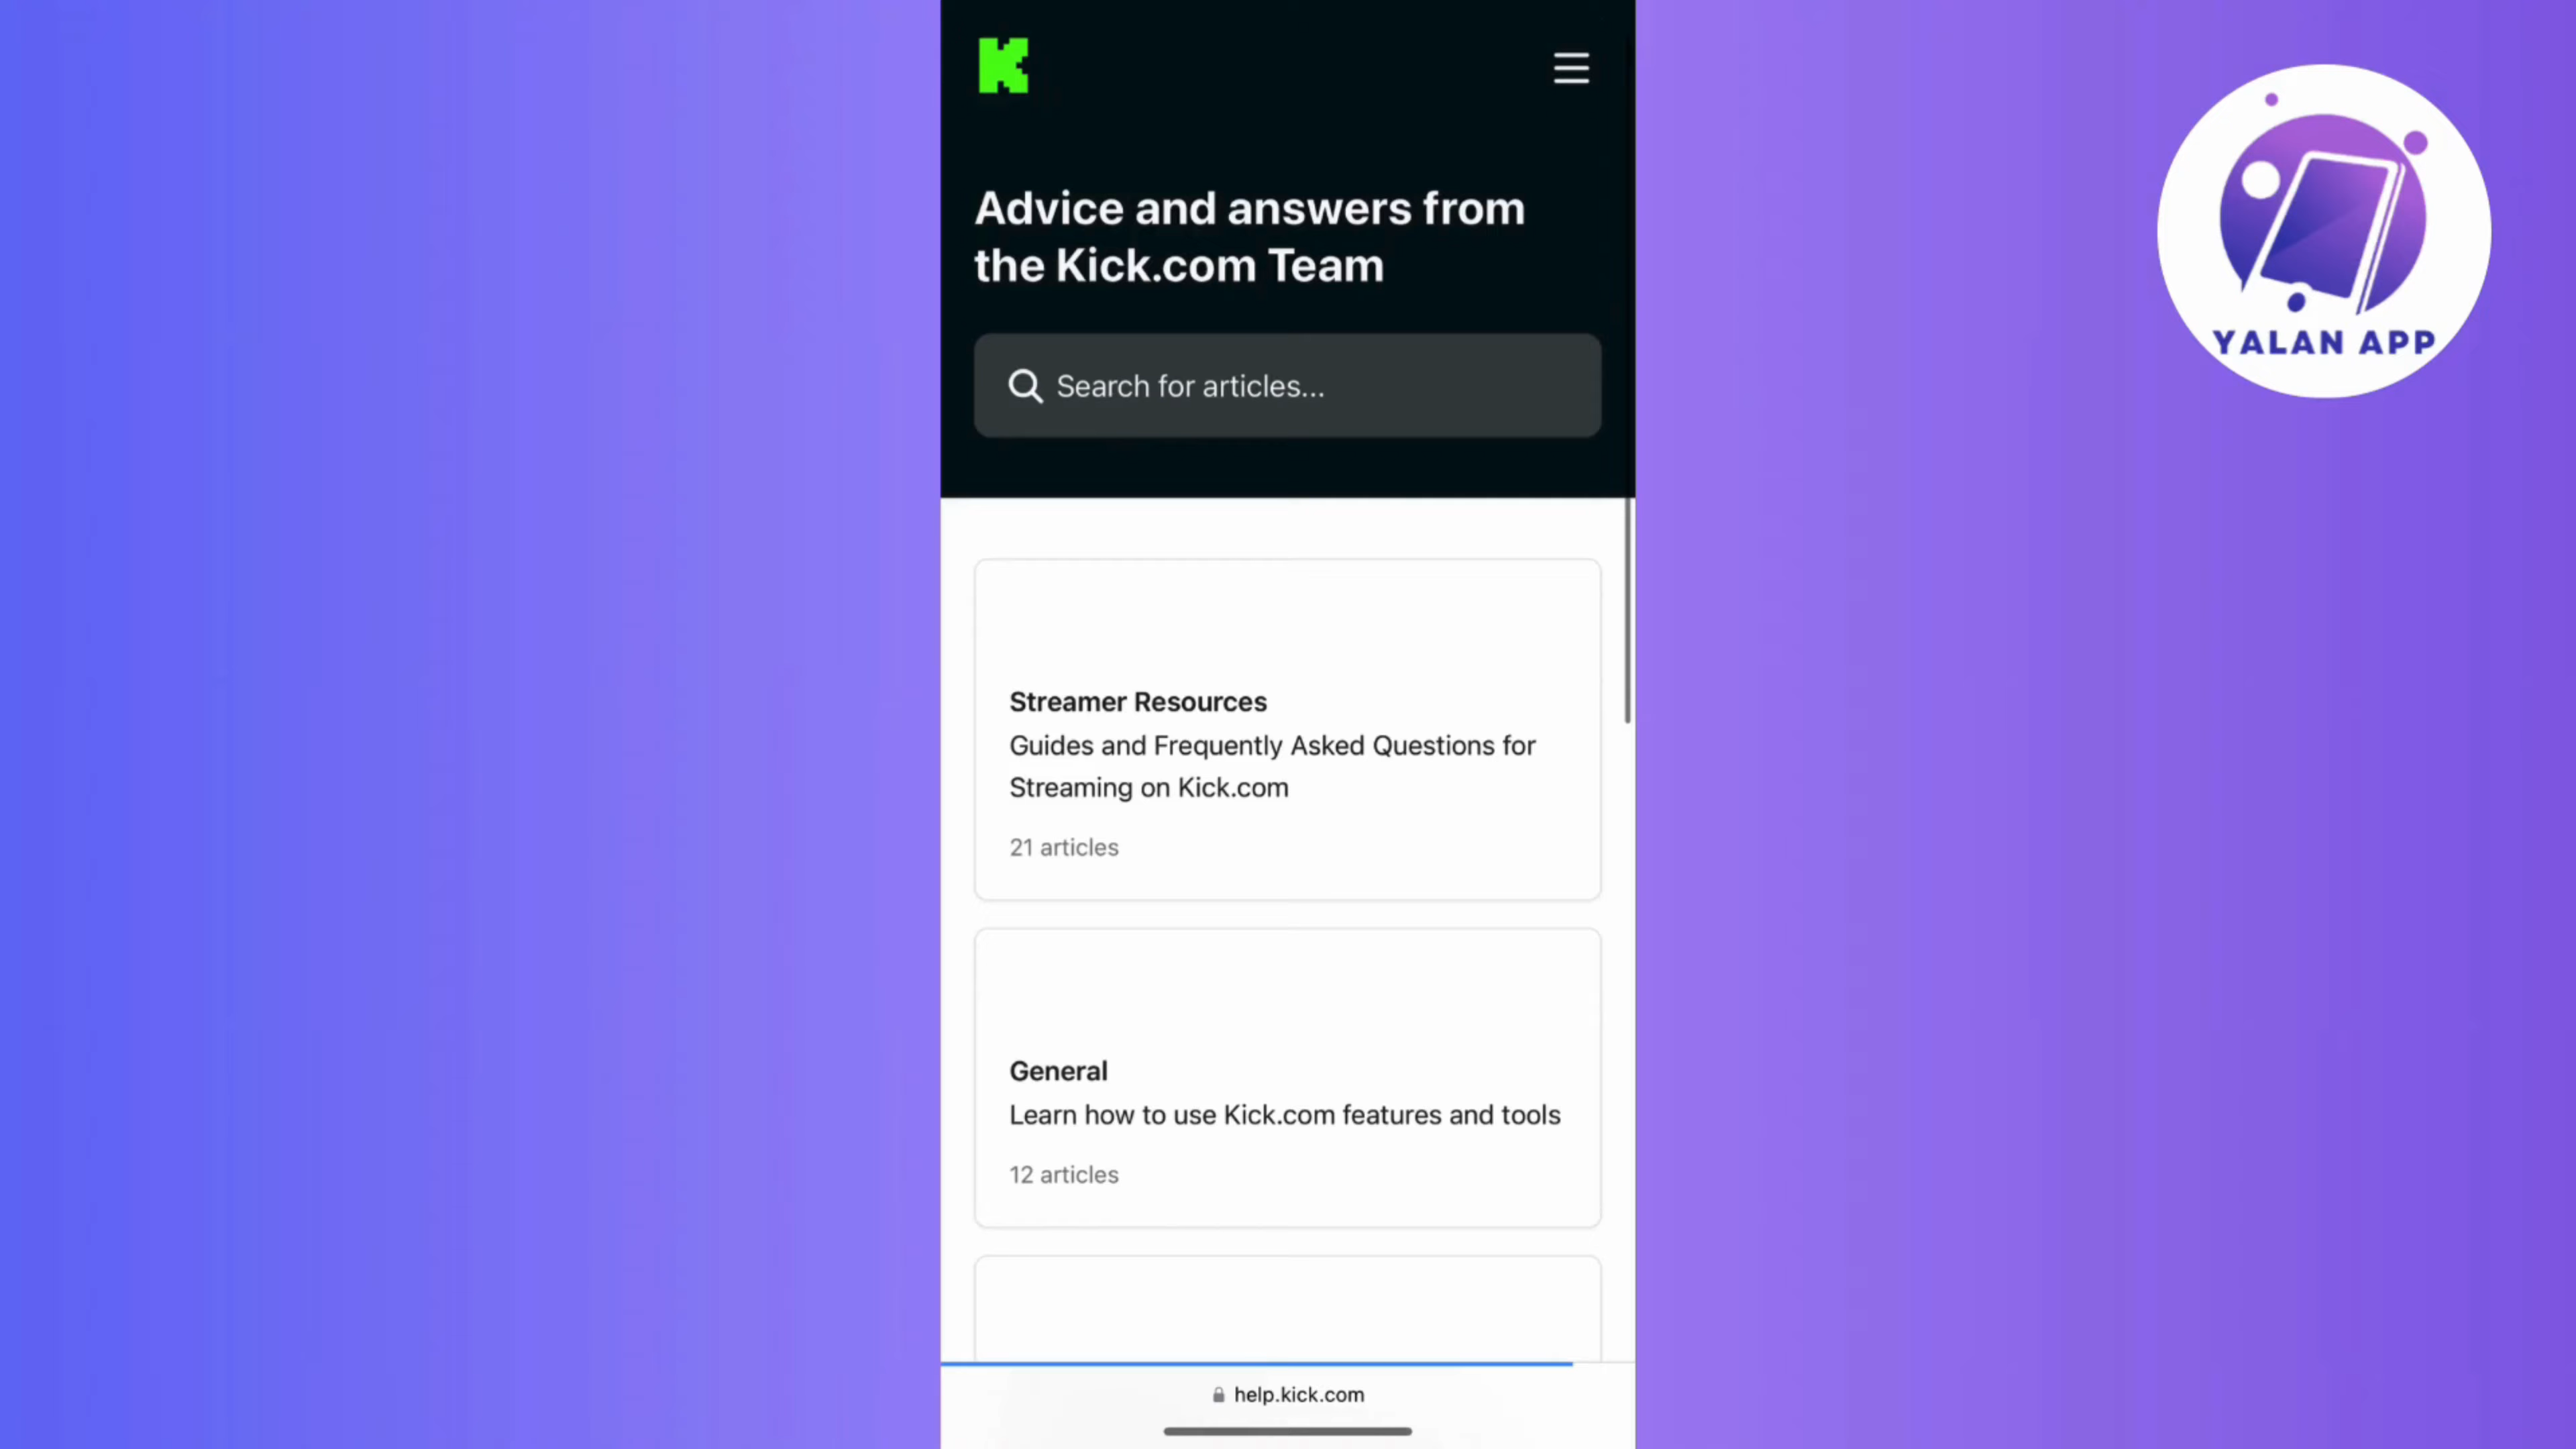 Advice and answers from
the Kick.com Team
Search for articles...
Streamer Resources
Guides and Frequently Asked Questions for
Streaming on Kick.com
21 articles
General
Learn how to use Kick.com features and tools
12 articles
help.kick.com
YALAN APP